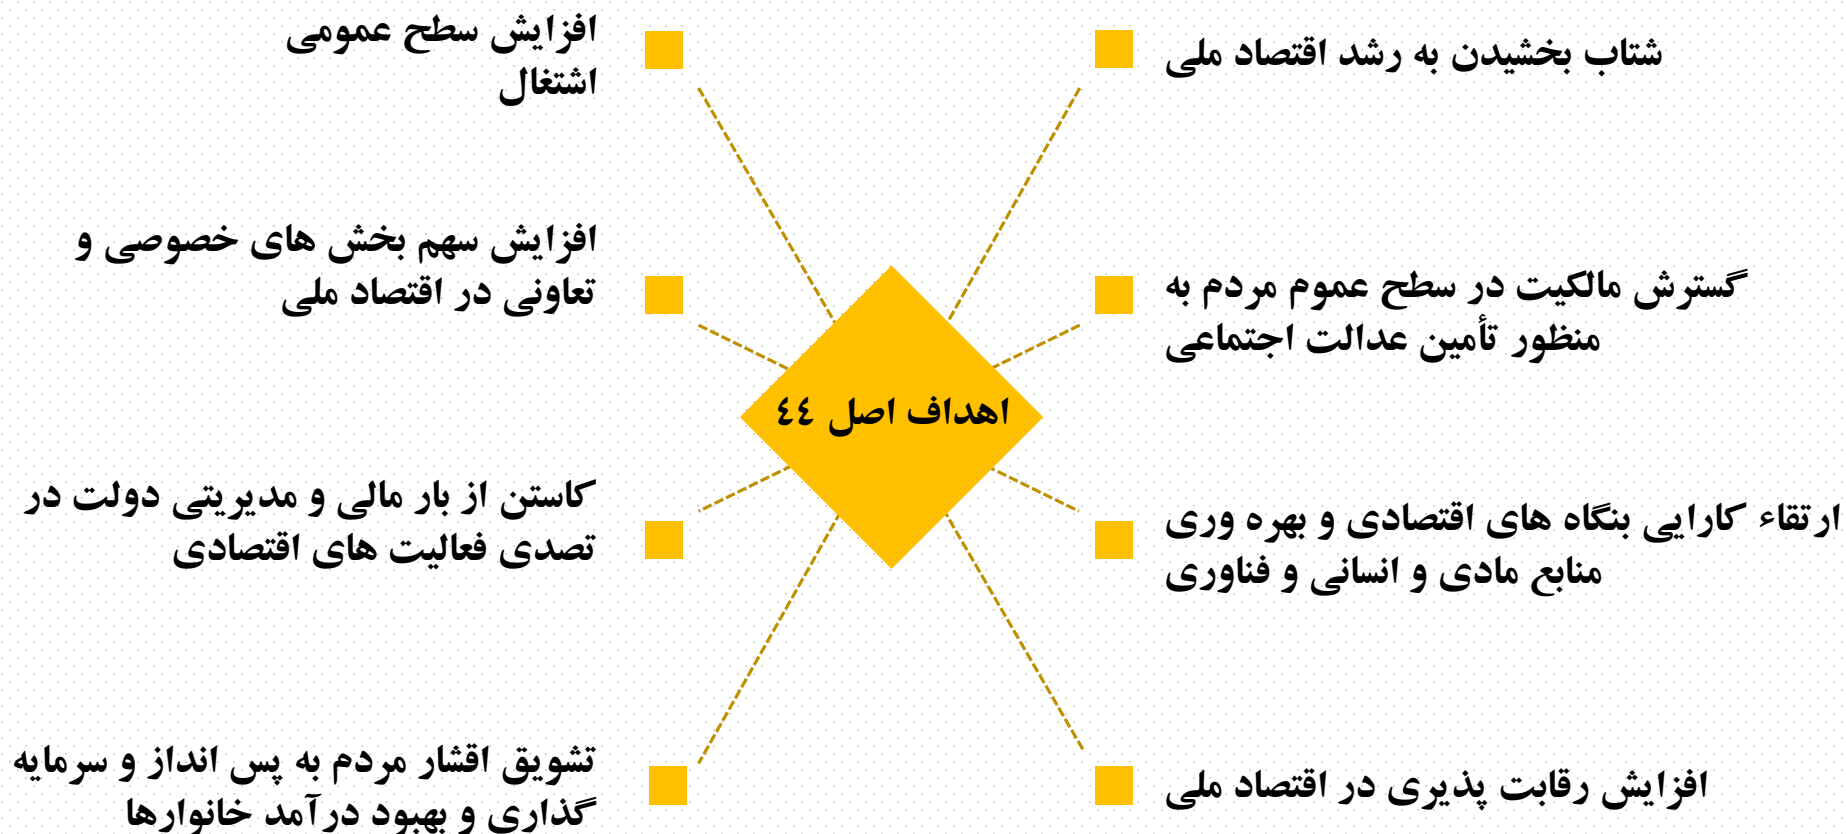 شتاب بخشیدن به رشد اقتصاد ملی
گسترش مالکیت در سطح عموم مردم به
منظور تأمین عدالت اجتماعی
ارتقاء کارایی بنگاه های اقتصادی و بهره وری
منابع مادی و انسانی و فناوری
افزایش رقابت پذیری در اقتصاد ملی
اهداف اصل ٤٤
افزایش سطح عمومی
اشتغال
افزایش سهم بخش های خصوصی و
تعاونی در اقتصاد ملی
کاستن از بار مالی و مدیریتی دولت در
تصدی فعالیت های اقتصادی
تشویق اقشار مردم به پس انداز و سرمایه
گذاری و بهبود درآمد خانوارها